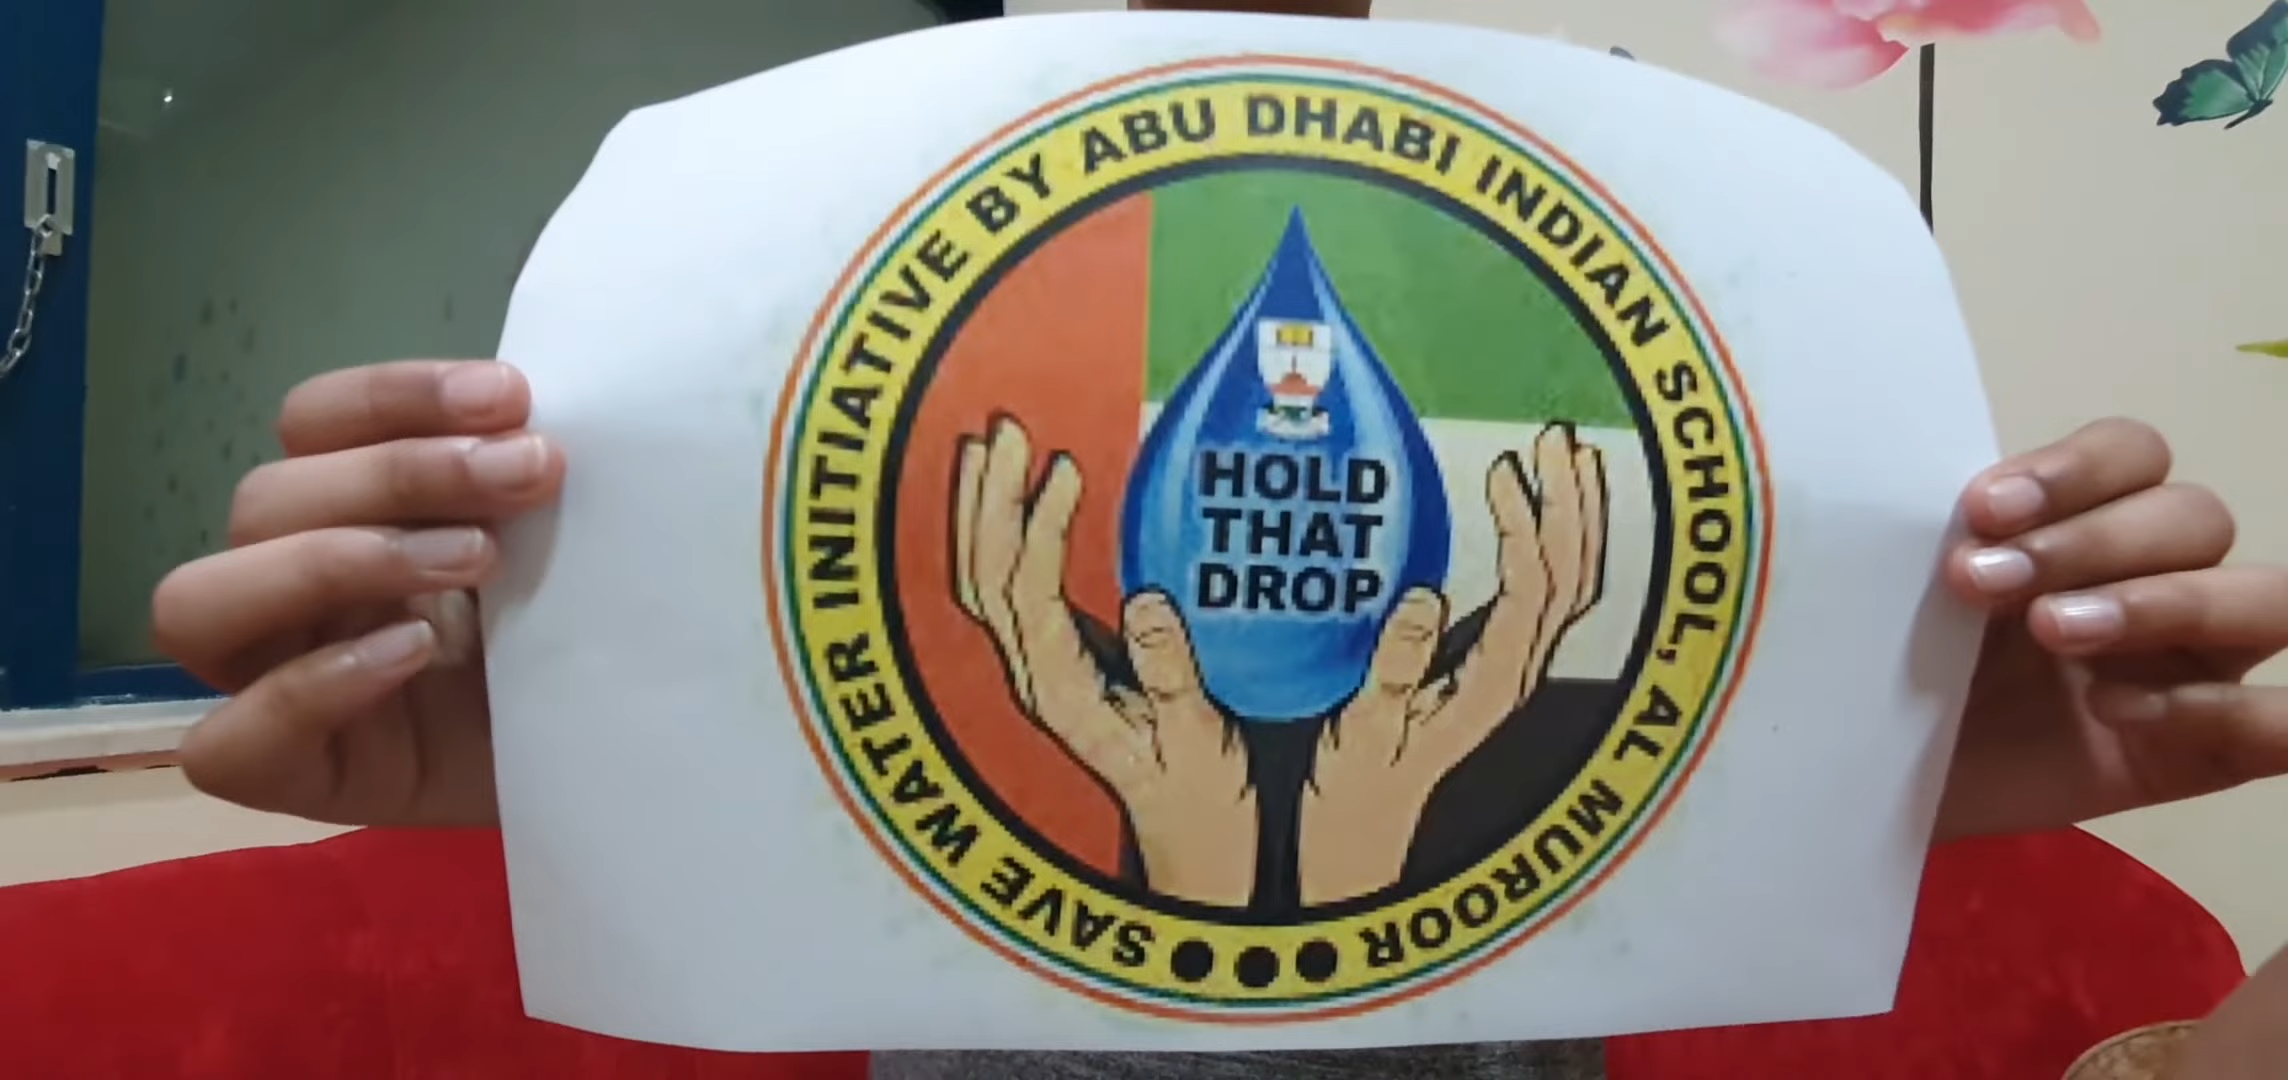 SAVE WATER INITIATIVE BY ABU DHABI INDIAN SCHOOL, AL MUROOR
HOLD
THAT
DROP